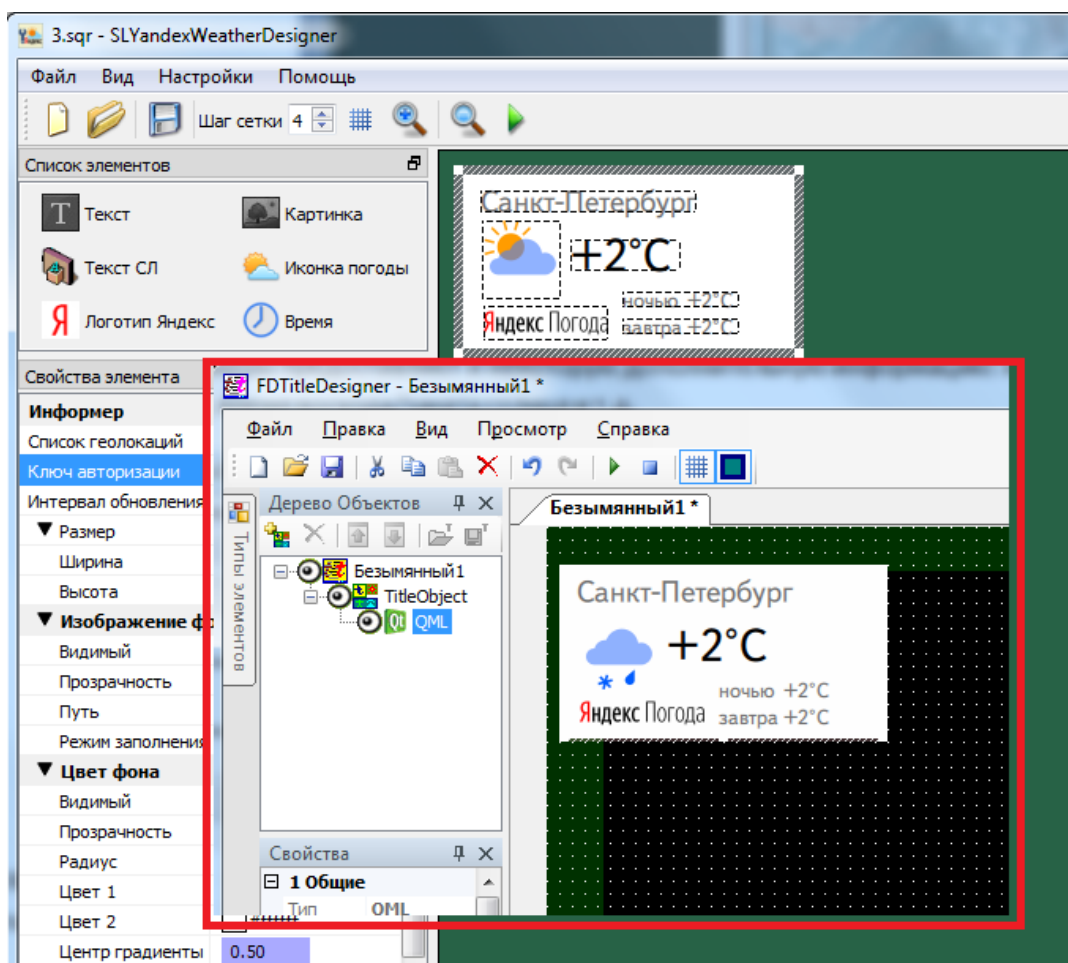 3.sqr - SLYandexWeatherDesigner
Файл Вид Настройки Помощь
Шаг сетки 4
Список элементов
T Текст Картинка
Текст СЛ Иконка погоды
Я Логотип Яндекс Время
Санкт-Петербург
+2°C
ночью +2°C
Яндекс Погода завтра +2°C
Свойства элемента
Информер
Список геолокаций
Ключ авторизации
Интервал обновления
Размер
Ширина
Высота
Изображение
Видимый
Прозрачность
Путь
Режим заполнения
Цвет фона
Видимый
Прозрачность
Радиус
Цвет 1
Цвет 2
Центр градиенты 0.50
FDTitleDesigner - Безымянный1 *
Файл Правка Вид Просмотр Справка
Типы элементов
Дерево Объектов
Безымянный1
TitleObject
Qt QML
Свойства
1 Общие
Тип QML
Безымянный1 *
Санкт-Петербург
+2°C
ночью +2°C
Яндекс Погода завтра +2°C